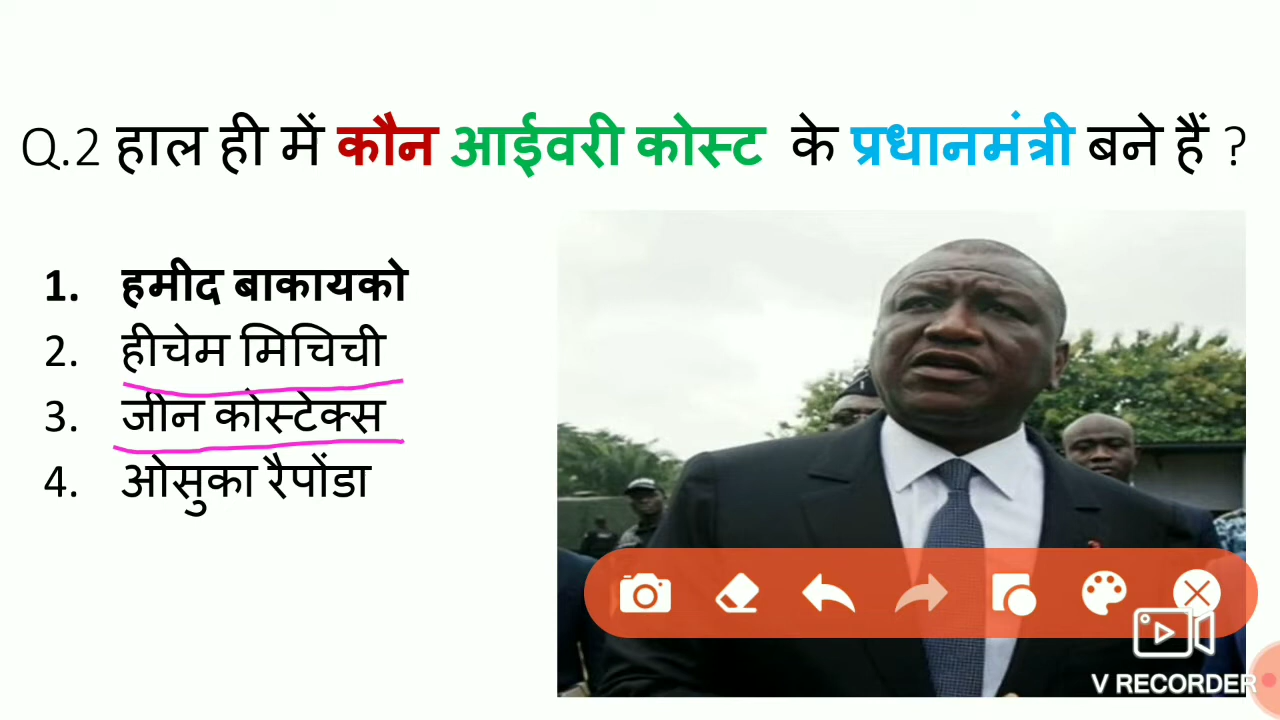 Q.2 हाल ही में कौन आईवरी कोस्ट के प्रधानमंत्री बने हैं ?
1. हमीद बाकायको
2. हीचेम मिचिची
3. जीन कोस्टेक्स
4. ओसुका रैपोंडा
V RECORDER